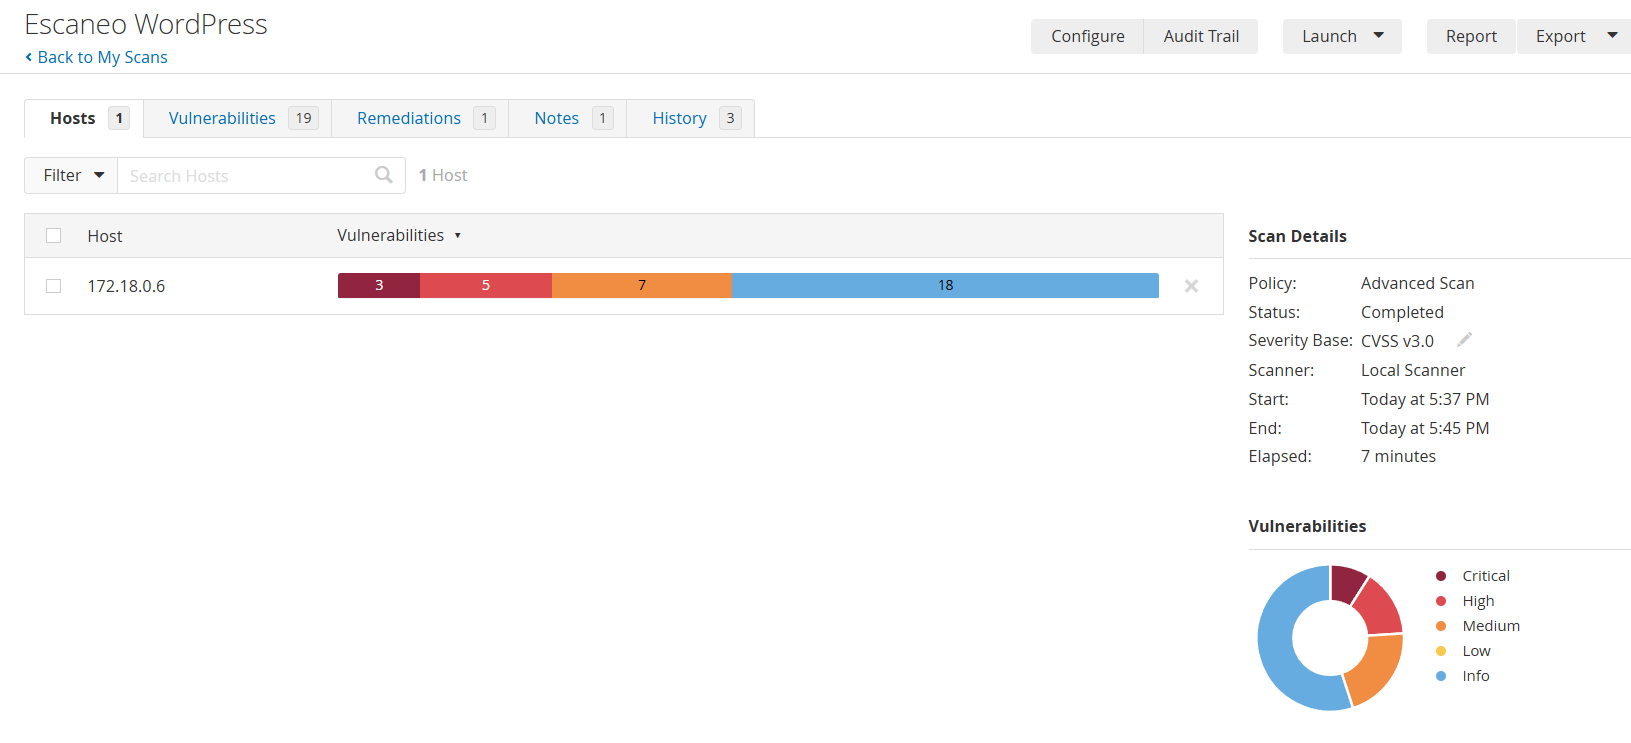 Escaneo WordPress
Back to My Scans
Configure Audit Trail Launch Report Export
Hosts 1 Vulnerabilities 19 Remediations 1 Notes 1 History 3
Filter Search Hosts 1 Host
Host Vulnerabilities
172.18.0.6 3 5 7 18
Scan Details
Policy: Advanced Scan
Status: Completed
Severity Base: CVSS v3.0
Scanner: Local Scanner
Start: Today at 5:37 PM
End: Today at 5:45 PM
Elapsed: 7 minutes
Vulnerabilities
Critical
High
Medium
Low
Info